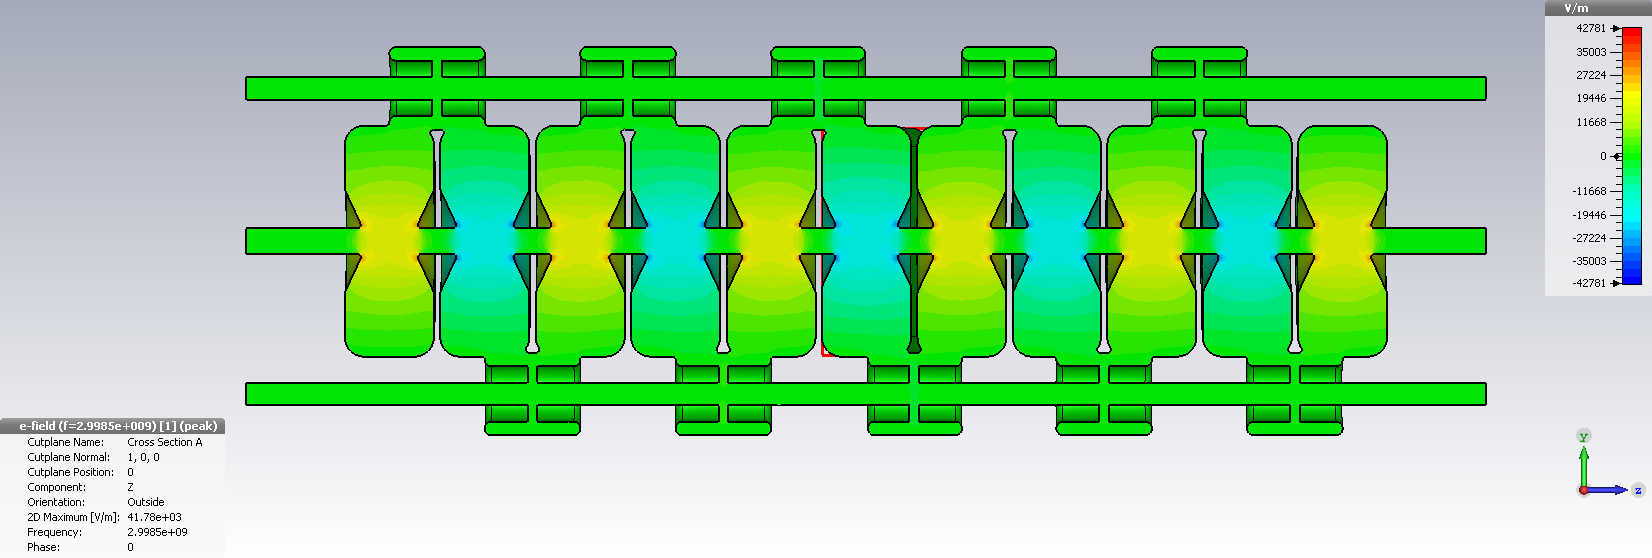 V/m
42781
35003
27224
19446
11668
0
-11668
-19446
-27224
-35003
-42781
e-field (f=2.9985e+009) [1] (peak)
Cutplane Name: Cross Section A
Cutplane Normal: 1, 0, 0
Cutplane Position: 0
Component: Z
Orientation: Outside
2D Maximum [V/m]: 41.78e+03
Frequency: 2.9985e+09
Phase: 0
y
z